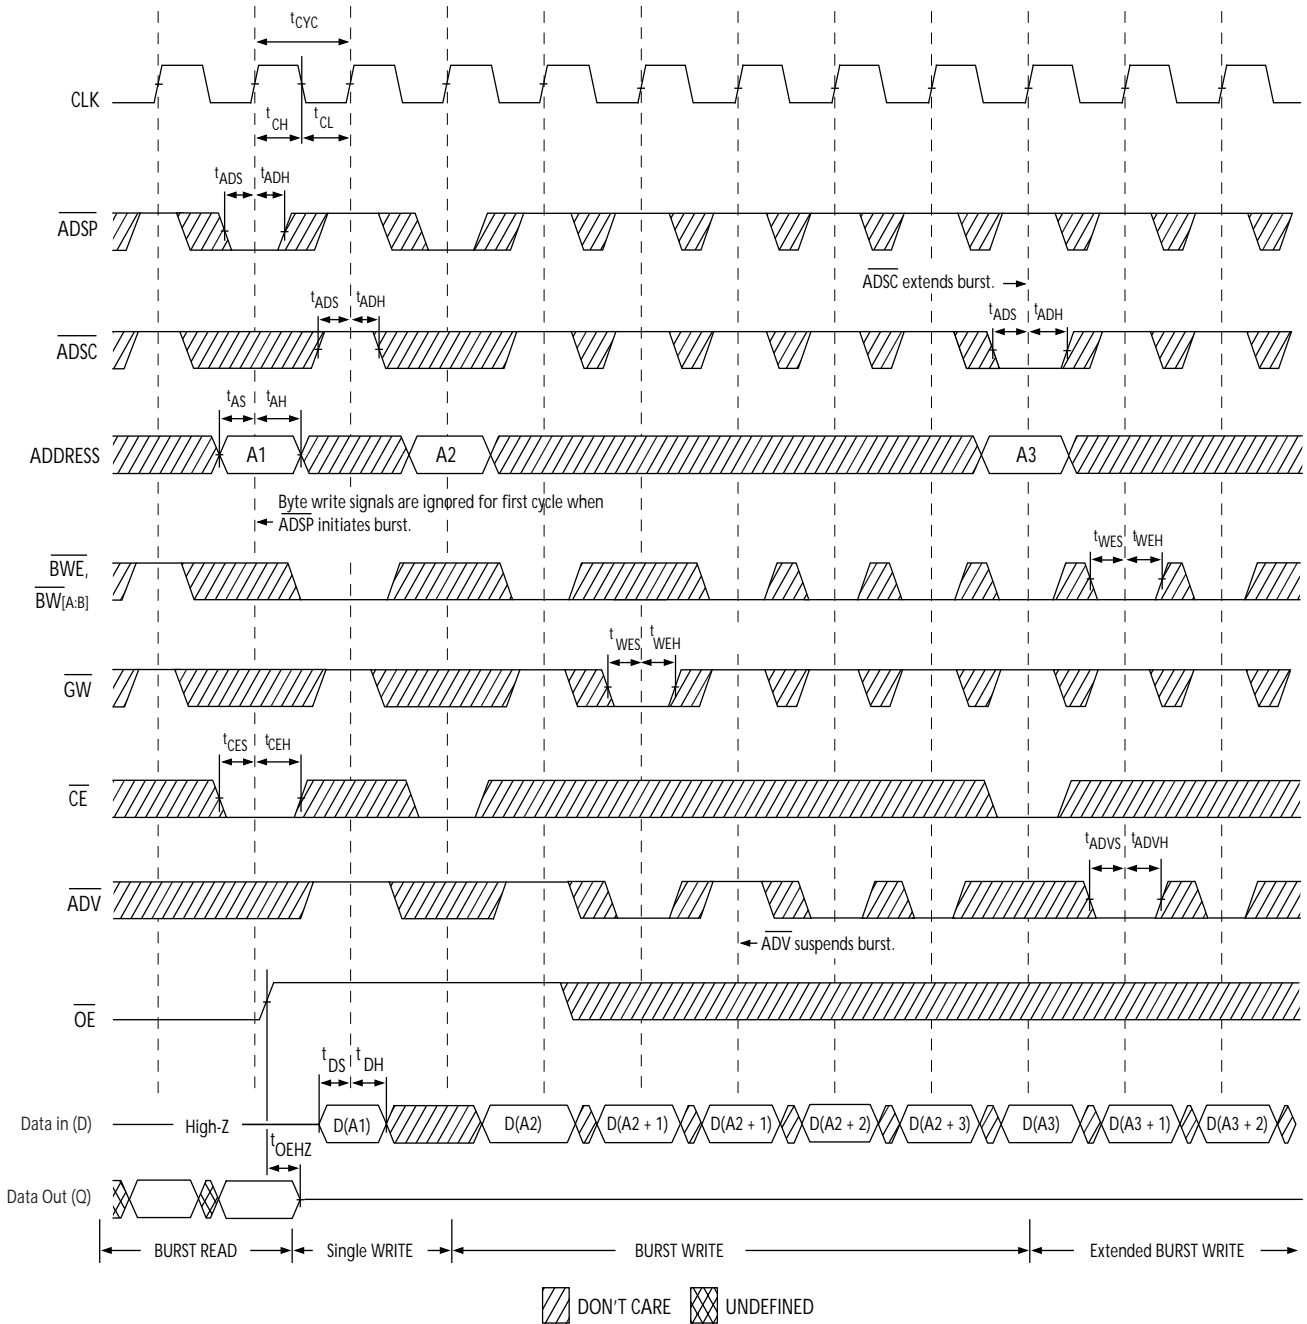 tCYC
CLK
tCH
tCL
tADS
tADH
ADSP
ADSC extends burst.
tADS
tADH
tADS
tADH
ADSC
tAS
tAH
ADDRESS
A1
A2
A3
Byte write signals are ignored for first cycle when
ADSP initiates burst.
tWES
tWEH
BWE,
BW[A:B]
tWES
tWEH
GW
tCES
tCEH
CE
tADVS
tADVH
ADV
ADV suspends burst.
OE
tDS
tDH
Data in (D)
High-Z
D(A1)
D(A2)
D(A2 + 1)
D(A2 + 1)
D(A2 + 2)
D(A2 + 3)
D(A3)
D(A3 + 1)
D(A3 + 2)
tOEHZ
Data Out (Q)
BURST READ
Single WRITE
BURST WRITE
Extended BURST WRITE
DON'T CARE
UNDEFINED